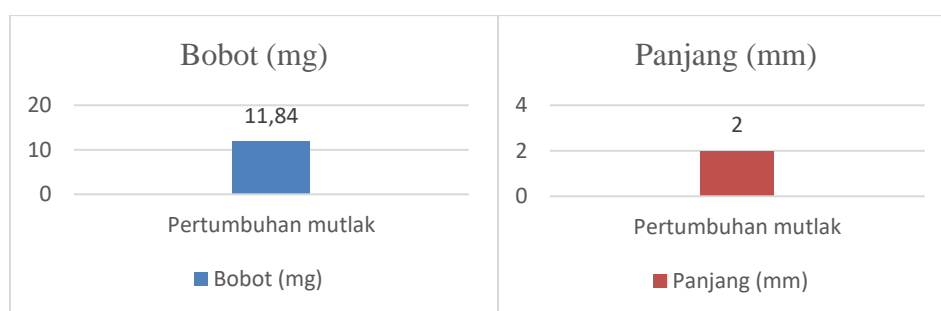 Bobot (mg)
20
11,84
10
0
Pertumbuhan mutlak
Bobot (mg)
Panjang (mm)
4
2
2
0
Pertumbuhan mutlak
Panjang (mm)